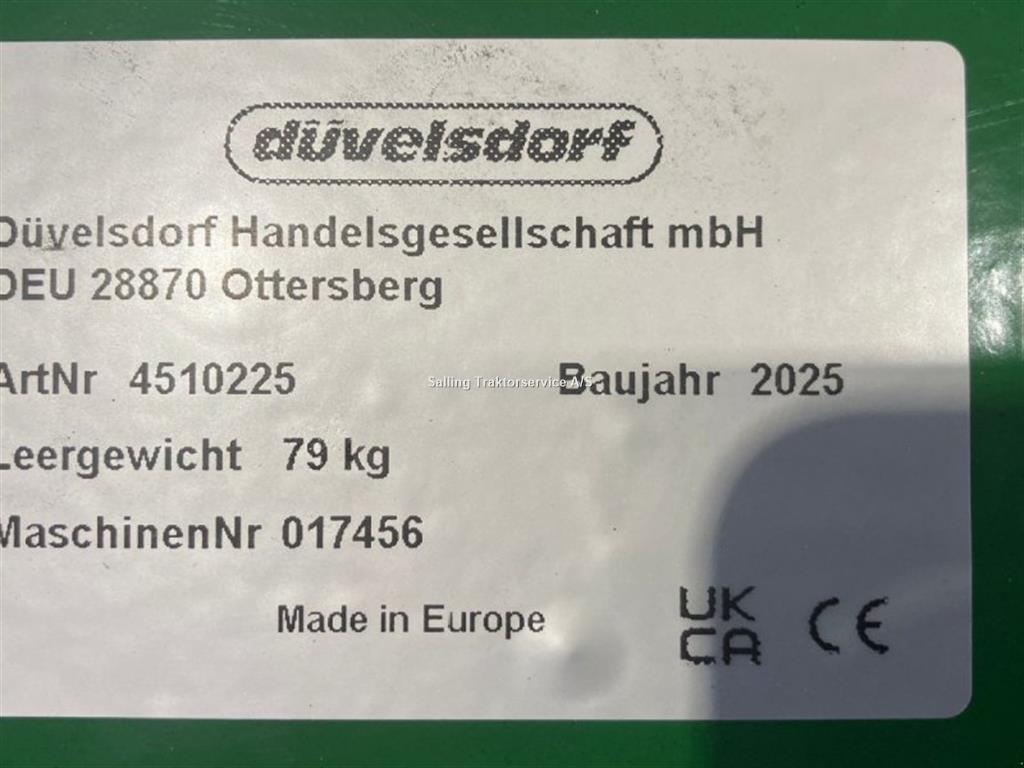 düvelsdorf
Düvelsdorf Handelsgesellschaft mbH
DEU 28870 Ottersberg
ArtNr 4510225 Baujahr 2025
Salling Traktorservice A/S
Leergewicht 79 kg
MaschinenNr 017456
Made in Europe
UK
CA
CE